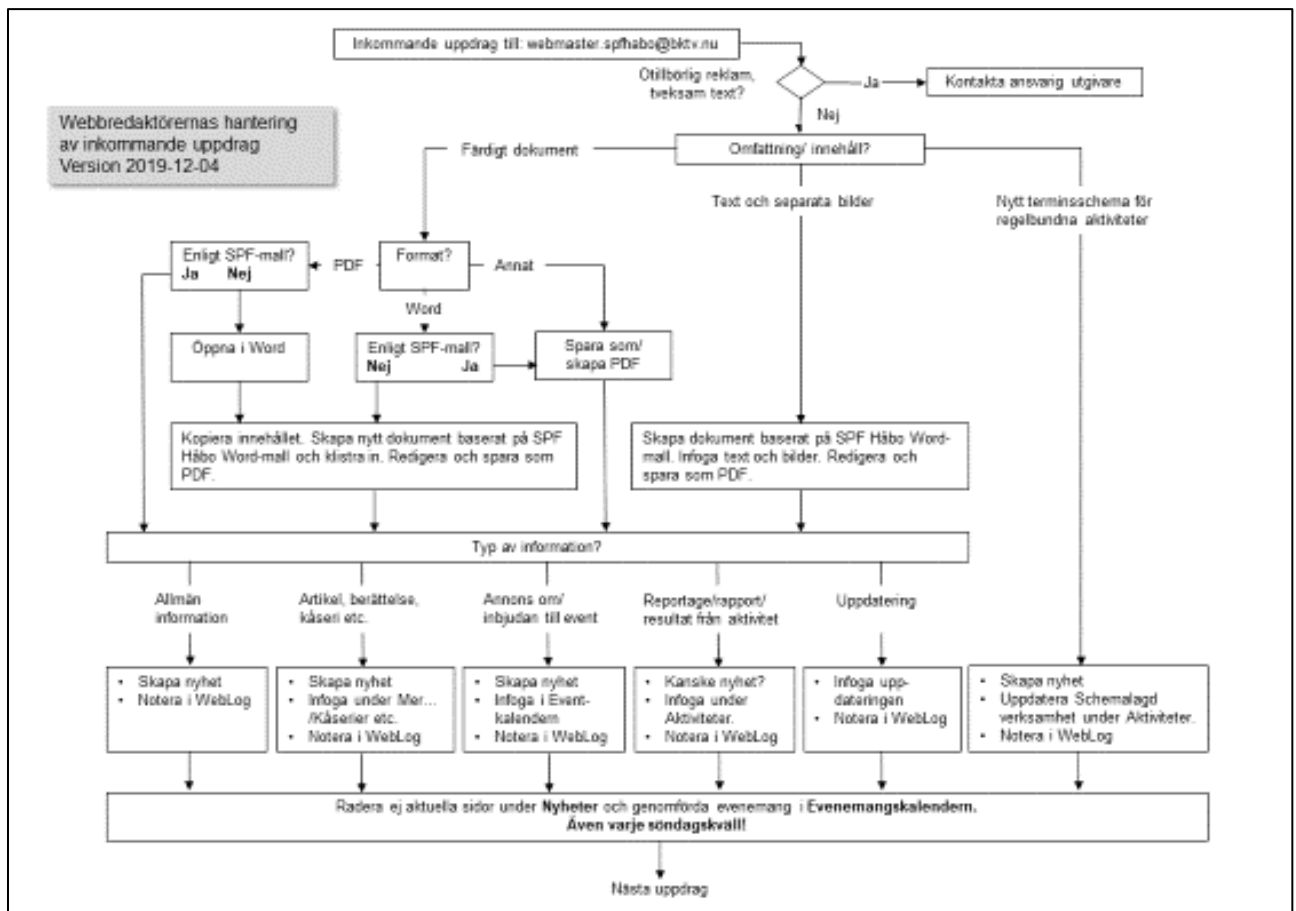 Inkommande uppdrag till: webmaster.spfhabo@bktv.nu
Otillbörlig reklam,
tveksam text?
Ja
Kontakta ansvarig utgivare
Nej
Webbredaktörernas hantering
av inkommande uppdrag
Version 2019-12-04
Färdigt dokument
Omfattning/ innehåll?
Text och separata bilder
Nytt terminsschema för
regelbundna aktiviteter
Enligt SPF-mall?
Ja Nej
PDF
Format?
Annat
Word
Öppna i Word
Enligt SPF-mall?
Nej Ja
Spara som/
skapa PDF
Kopiera innehållet. Skapa nytt dokument baserat på SPF
Håbo Word-mall och klistra in. Redigera och spara som
PDF.
Skapa dokument baserat på SPF Håbo Word-
mall. Infoga text och bilder. Redigera och
spara som PDF.
Typ av information?
Allmän
information
Artikel, berättelse,
kåseri etc.
Annons om/
inbjudan till event
Reportage/rapport/
resultat från aktivitet
Uppdatering
• Skapa nyhet
• Notera i WebLog
• Skapa nyhet
• Infoga under Mer…
/Kåserier etc.
• Notera i WebLog
• Skapa nyhet
• Infoga i Event-
kalendern
• Notera i WebLog
• Kanske nyhet?
• Infoga under
Aktiviteter.
• Notera i WebLog
• Infoga upp-
dateringen
• Notera i WebLog
• Skapa nyhet
• Uppdatera Schemalagd
verksamhet under Aktiviteter.
• Notera i WebLog
Radera ej aktuella sidor under Nyheter och genomförda evenemang i Evenemangskalendern.
Även varje söndagskväll!
Nästa uppdrag